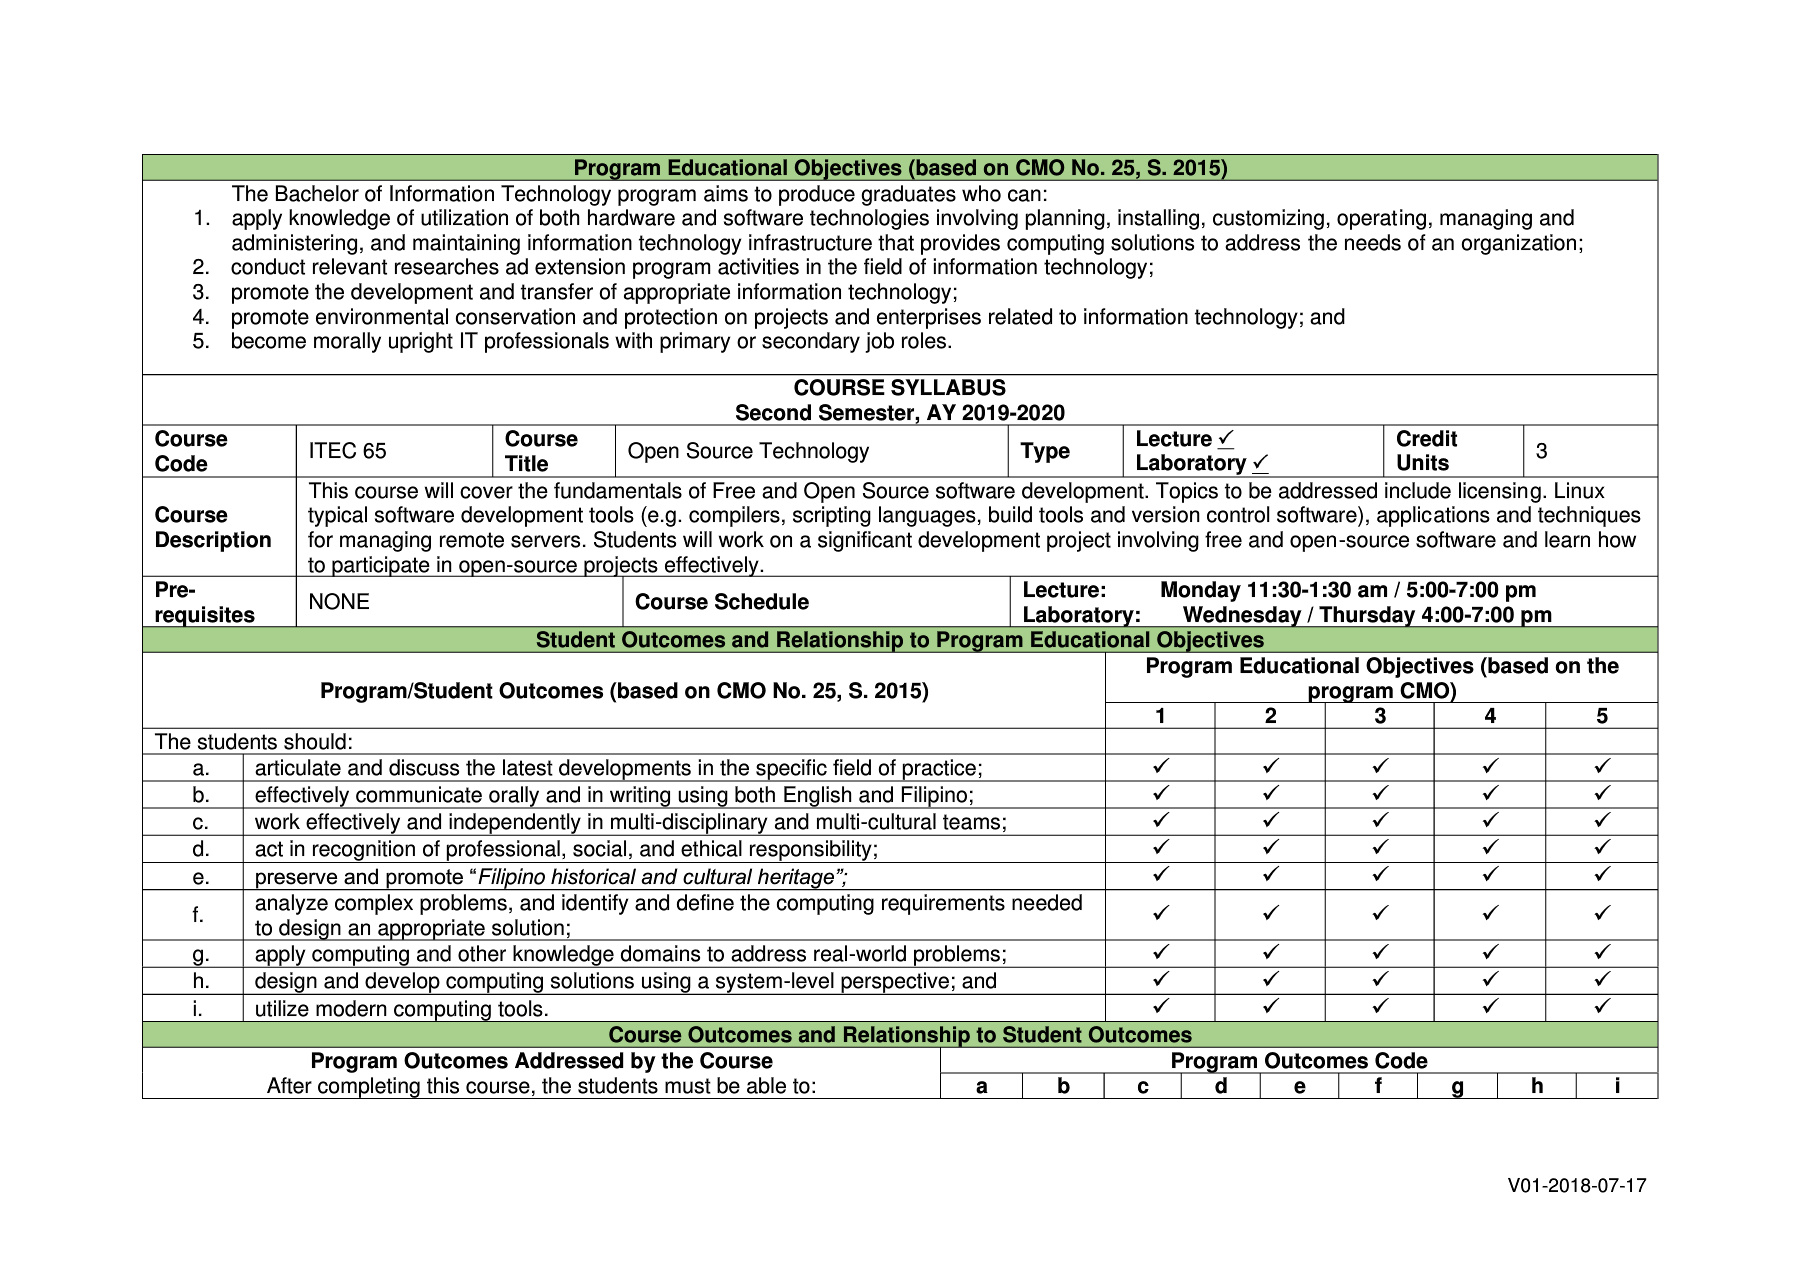 Program Educational Objectives (based on CMO No. 25, S. 2015)
The Bachelor of Information Technology program aims to produce graduates who can:
1. apply knowledge of utilization of both hardware and software technologies involving planning, installing, customizing, operating, managing and
administering, and maintaining information technology infrastructure that provides computing solutions to address the needs of an organization;
2. conduct relevant researches ad extension program activities in the field of information technology;
3. promote the development and transfer of appropriate information technology;
4. promote environmental conservation and protection on projects and enterprises related to information technology; and
5. become morally upright IT professionals with primary or secondary job roles.
COURSE SYLLABUS
Second Semester, AY 2019-2020
Course Code ITEC 65 Course Title Open Source Technology Type Lecture ✓ Laboratory ✓ Credit Units 3
Course Description
This course will cover the fundamentals of Free and Open Source software development. Topics to be addressed include licensing. Linux
typical software development tools (e.g. compilers, scripting languages, build tools and version control software), applications and techniques
for managing remote servers. Students will work on a significant development project involving free and open-source software and learn how
to participate in open-source projects effectively.
Pre-requisites NONE Course Schedule
Lecture: Monday 11:30-1:30 am / 5:00-7:00 pm
Laboratory: Wednesday / Thursday 4:00-7:00 pm
Student Outcomes and Relationship to Program Educational Objectives
Program/Student Outcomes (based on CMO No. 25, S. 2015)
Program Educational Objectives (based on the
program CMO)
1 2 3 4 5
The students should:
a. articulate and discuss the latest developments in the specific field of practice; ✓ ✓ ✓ ✓ ✓
b. effectively communicate orally and in writing using both English and Filipino; ✓ ✓ ✓ ✓ ✓
c. work effectively and independently in multi-disciplinary and multi-cultural teams; ✓ ✓ ✓ ✓ ✓
d. act in recognition of professional, social, and ethical responsibility; ✓ ✓ ✓ ✓ ✓
e. preserve and promote “Filipino historical and cultural heritage”; ✓ ✓ ✓ ✓ ✓
f. analyze complex problems, and identify and define the computing requirements needed
to design an appropriate solution; ✓ ✓ ✓ ✓ ✓
g. apply computing and other knowledge domains to address real-world problems; ✓ ✓ ✓ ✓ ✓
h. design and develop computing solutions using a system-level perspective; and ✓ ✓ ✓ ✓ ✓
i. utilize modern computing tools. ✓ ✓ ✓ ✓ ✓
Course Outcomes and Relationship to Student Outcomes
Program Outcomes Addressed by the Course Program Outcomes Code
After completing this course, the students must be able to: a b c d e f g h i
V01-2018-07-17